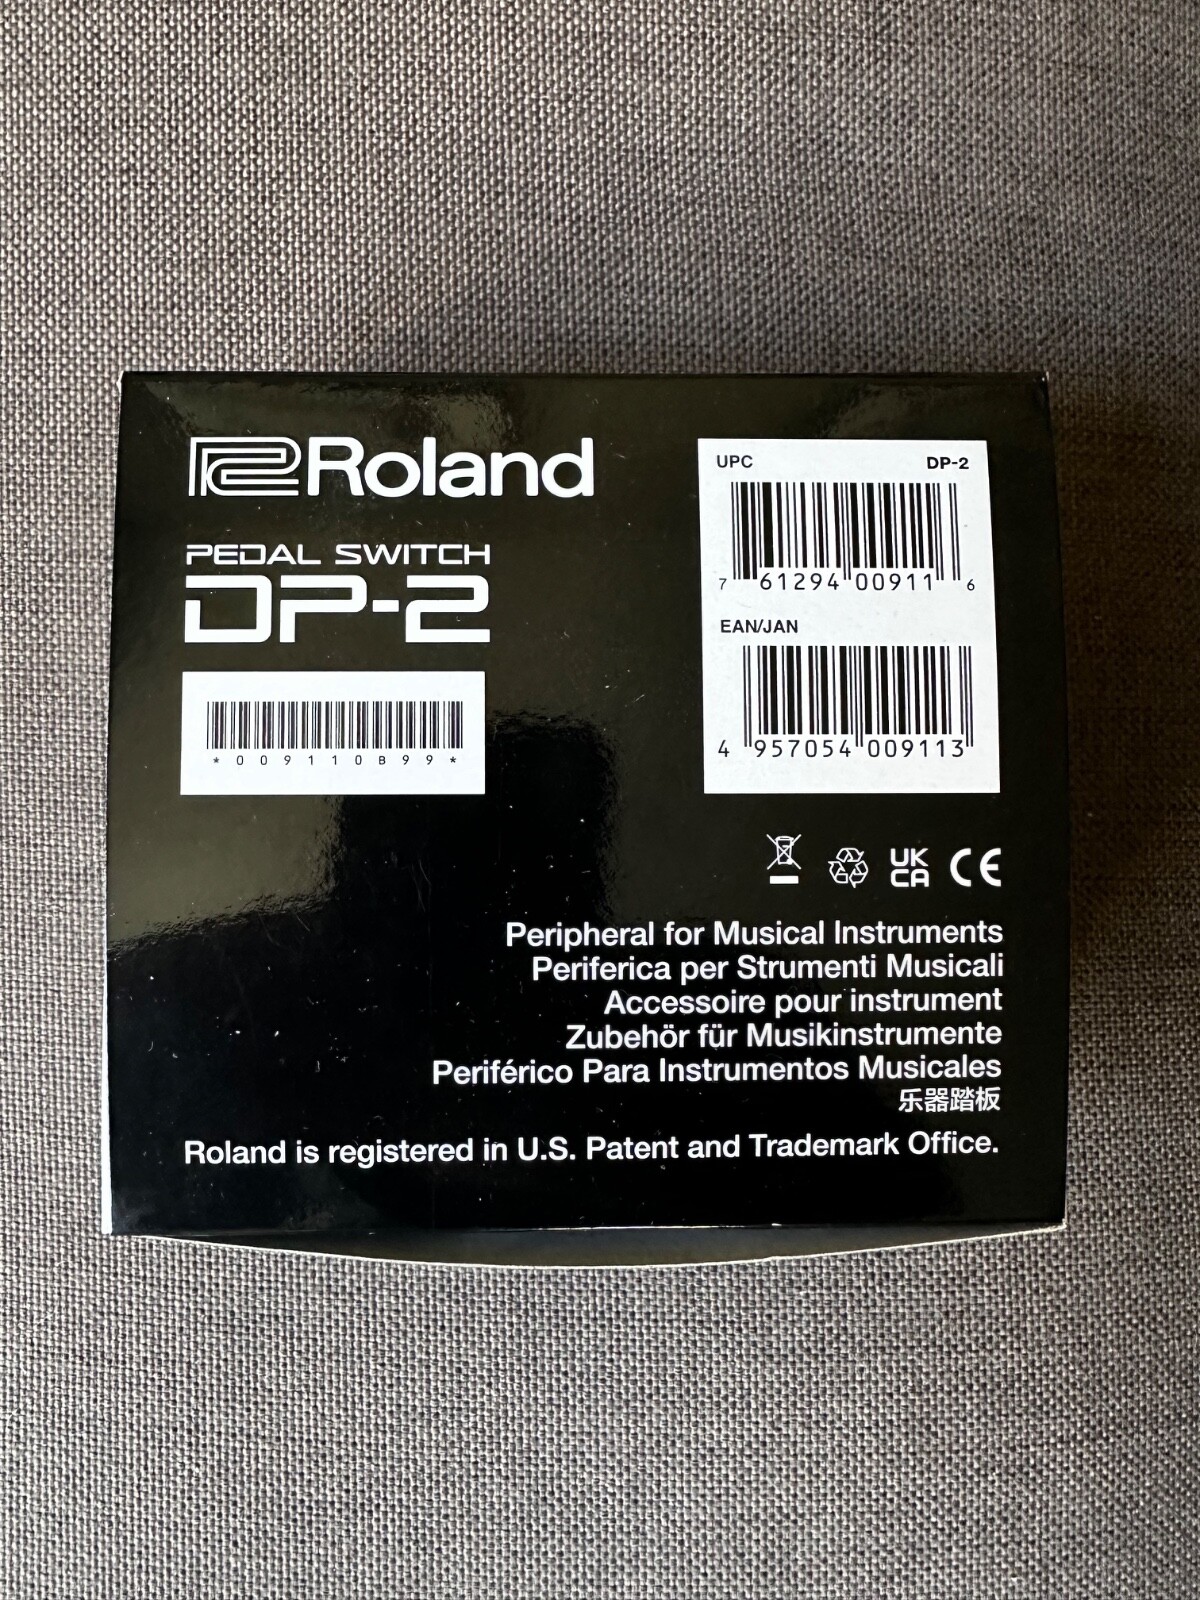 Roland
PEDAL SWITCH
DP-2
*009110B99*
UPC DP-2
7 61294 00911 6
EAN/JAN
4 957054 009113
UK
CA
CE
Peripheral for Musical Instruments
Periferica per Strumenti Musicali
Accessoire pour instrument
Zubehör für Musikinstrumente
Periférico Para Instrumentos Musicales
乐器踏板
Roland is registered in U.S. Patent and Trademark Office.